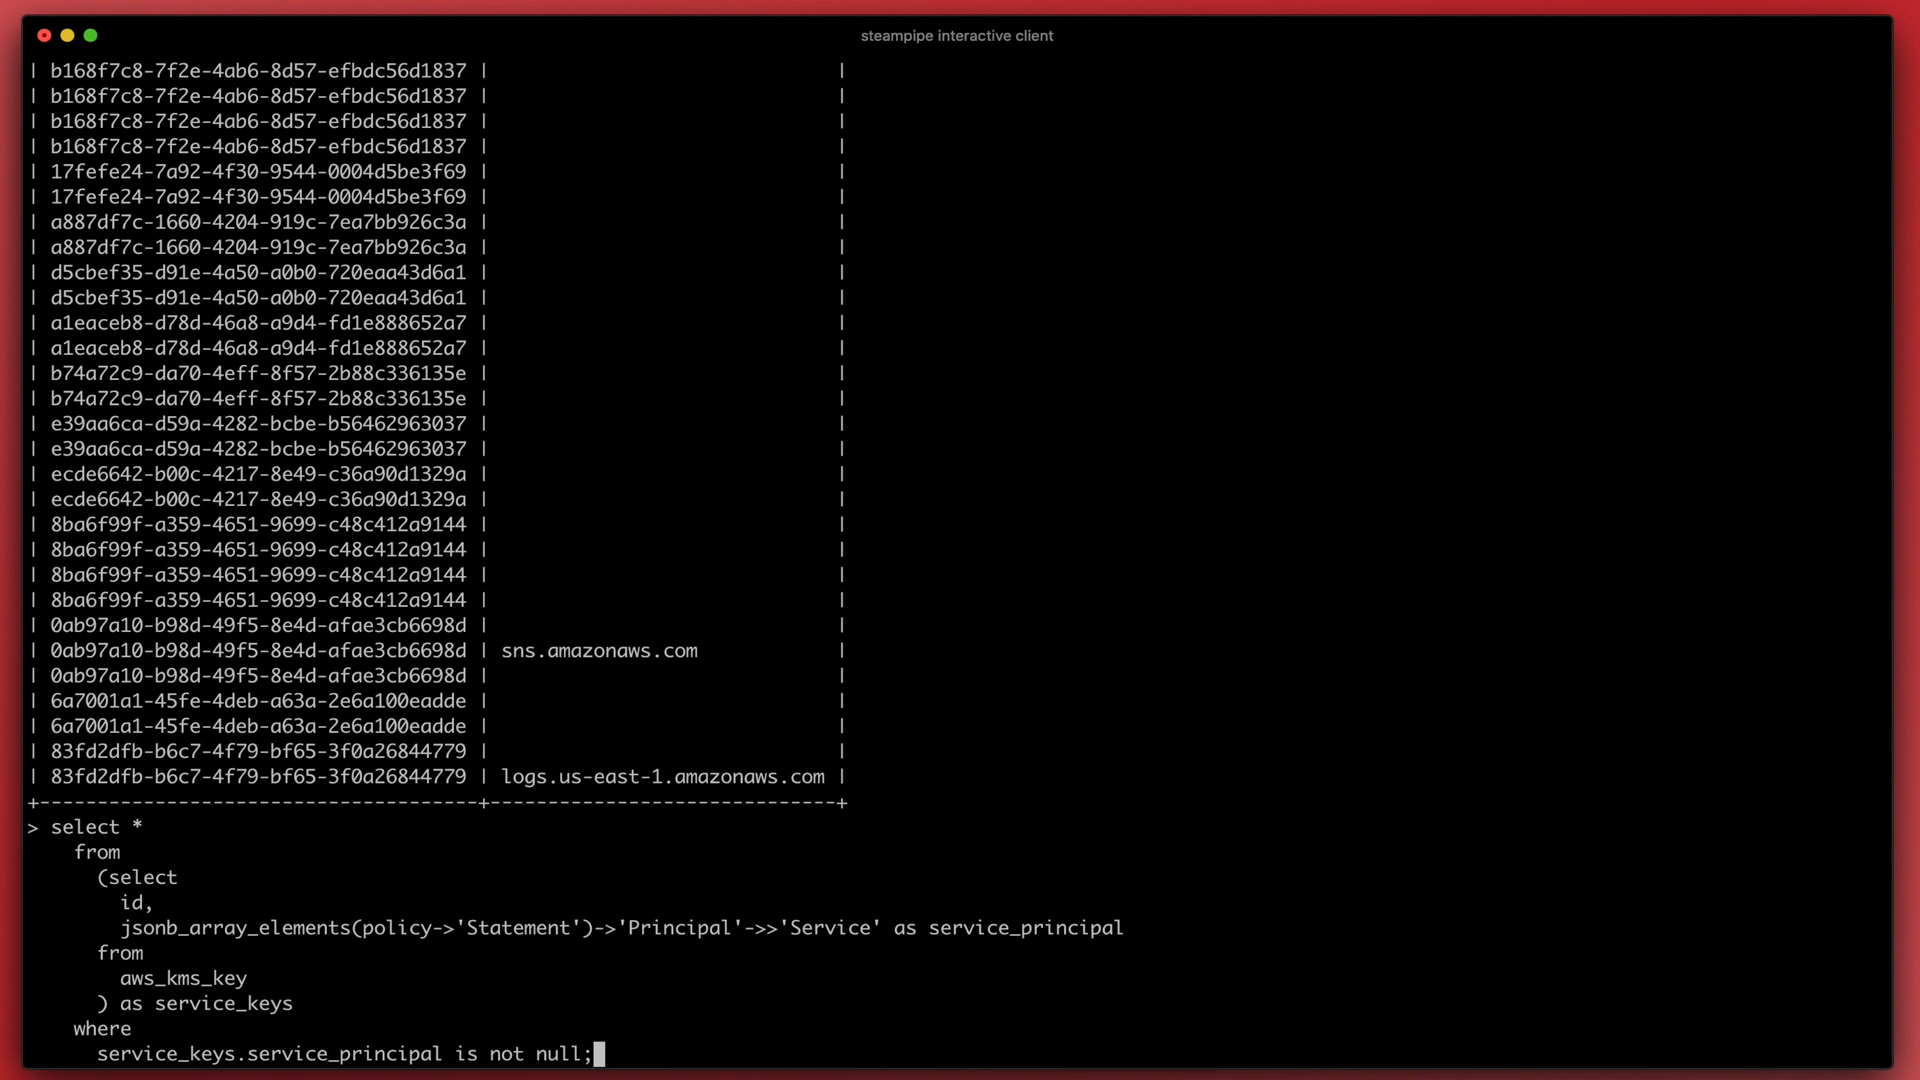 steampipe interactive client
| b168f7c8-7f2e-4ab6-8d57-efbdc56d1837 |                              |
| b168f7c8-7f2e-4ab6-8d57-efbdc56d1837 |                              |
| b168f7c8-7f2e-4ab6-8d57-efbdc56d1837 |                              |
| b168f7c8-7f2e-4ab6-8d57-efbdc56d1837 |                              |
| 17fefe24-7a92-4f30-9544-0004d5be3f69 |                              |
| 17fefe24-7a92-4f30-9544-0004d5be3f69 |                              |
| a887df7c-1660-4204-919c-7ea7bb926c3a |                              |
| a887df7c-1660-4204-919c-7ea7bb926c3a |                              |
| d5cbef35-d91e-4a50-a0b0-720eaa43d6a1 |                              |
| d5cbef35-d91e-4a50-a0b0-720eaa43d6a1 |                              |
| a1eaceb8-d78d-46a8-a9d4-fd1e888652a7 |                              |
| a1eaceb8-d78d-46a8-a9d4-fd1e888652a7 |                              |
| b74a72c9-da70-4eff-8f57-2b88c336135e |                              |
| b74a72c9-da70-4eff-8f57-2b88c336135e |                              |
| e39aa6ca-d59a-4282-bcbe-b56462963037 |                              |
| e39aa6ca-d59a-4282-bcbe-b56462963037 |                              |
| ecde6642-b00c-4217-8e49-c36a90d1329a |                              |
| ecde6642-b00c-4217-8e49-c36a90d1329a |                              |
| 8ba6f99f-a359-4651-9699-c48c412a9144 |                              |
| 8ba6f99f-a359-4651-9699-c48c412a9144 |                              |
| 8ba6f99f-a359-4651-9699-c48c412a9144 |                              |
| 8ba6f99f-a359-4651-9699-c48c412a9144 |                              |
| 0ab97a10-b98d-49f5-8e4d-afae3cb6698d |                              |
| 0ab97a10-b98d-49f5-8e4d-afae3cb6698d | sns.amazonaws.com            |
| 0ab97a10-b98d-49f5-8e4d-afae3cb6698d |                              |
| 6a7001a1-45fe-4deb-a63a-2e6a100eadde |                              |
| 6a7001a1-45fe-4deb-a63a-2e6a100eadde |                              |
| 83fd2dfb-b6c7-4f79-bf65-3f0a26844779 |                              |
| 83fd2dfb-b6c7-4f79-bf65-3f0a26844779 | logs.us-east-1.amazonaws.com |
+--------------------------------------+------------------------------+
> select *
    from
      (select
        id,
        jsonb_array_elements(policy->'Statement')->'Principal'->>'Service' as service_principal
      from
        aws_kms_key
      ) as service_keys
    where
      service_keys.service_principal is not null;